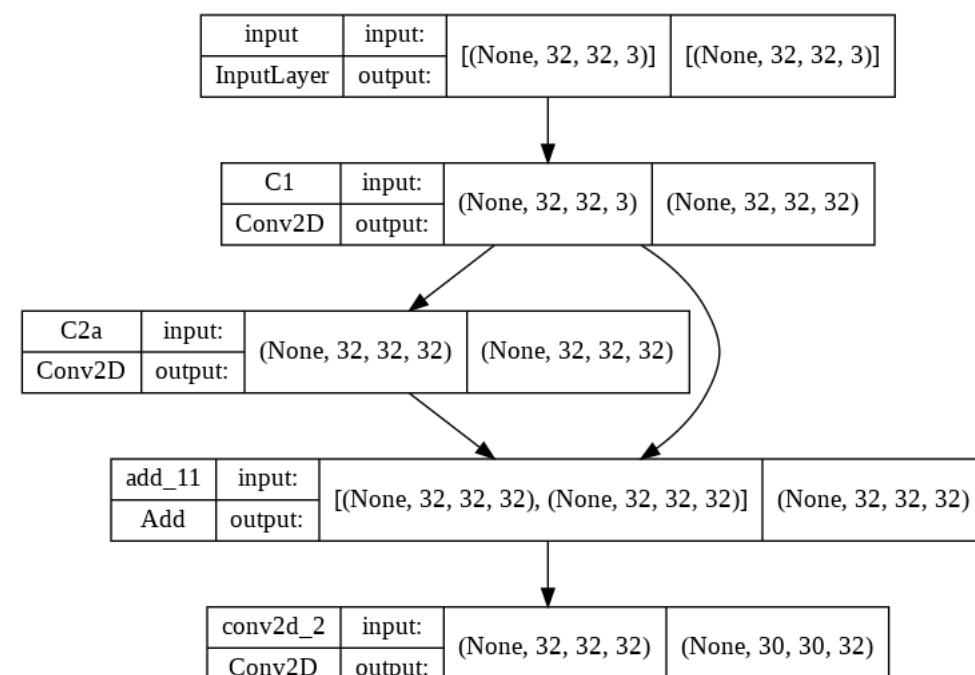 input input: [(None, 32, 32, 3)] [(None, 32, 32, 3)]
InputLayer output:
C1 input: (None, 32, 32, 3) (None, 32, 32, 32)
Conv2D output:
C2a input: (None, 32, 32, 32) (None, 32, 32, 32)
Conv2D output:
add_11 input: [(None, 32, 32, 32), (None, 32, 32, 32)] (None, 32, 32, 32)
Add output:
conv2d_2 input: (None, 32, 32, 32) (None, 30, 30, 32)
Conv2D output: